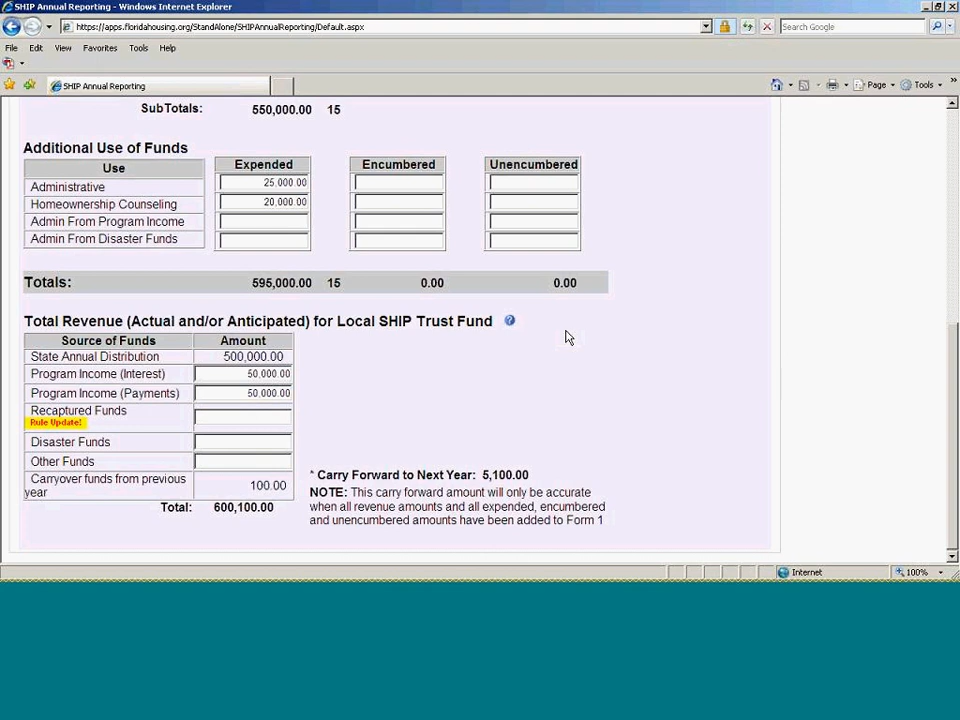 SHIP Annual Reporting - Windows Internet Explorer
https://apps.floridahousing.org/StandAlone/SHIPAnnualReporting/Default.aspx
Search Google
File Edit View Favorites Tools Help
SHIP Annual Reporting
Page Tools
SubTotals: 550,000.00 15
Additional Use of Funds
Use Expended Encumbered Unencumbered
Administrative 25,000.00
Homeownership Counseling 20,000.00
Admin From Program Income
Admin From Disaster Funds
Totals: 595,000.00 15 0.00 0.00
Total Revenue (Actual and/or Anticipated) for Local SHIP Trust Fund ?
Source of Funds Amount
State Annual Distribution 500,000.00
Program Income (Interest) 50,000.00
Program Income (Payments) 50,000.00
Recaptured Funds
Rule Update!
Disaster Funds
Other Funds
Carryover funds from previous
year 100.00
Total: 600,100.00
* Carry Forward to Next Year: 5,100.00
NOTE: This carry forward amount will only be accurate
when all revenue amounts and all expended, encumbered
and unencumbered amounts have been added to Form 1
Internet 100%